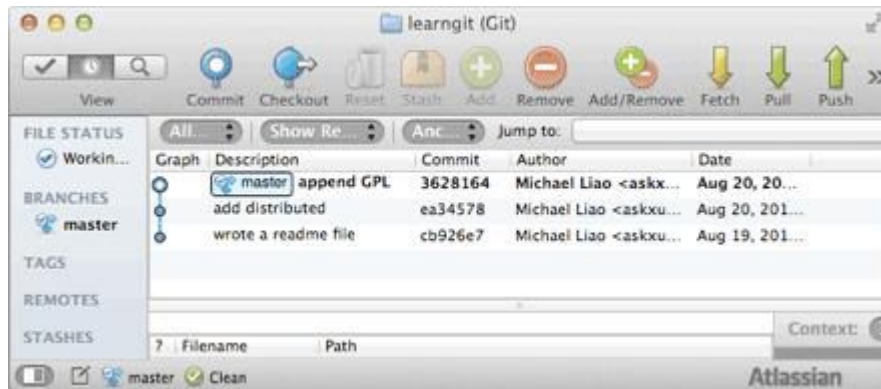 learngit (Git)
View Commit Checkout Reset Stash Add Remove Add/Remove Fetch Pull Push
All... Show Re... Anc... Jump to:
FILE STATUS
Workin...
BRANCHES
master
TAGS
REMOTES
STASHES
Graph Description Commit Author Date
master append GPL 3628164 Michael Liao <askx... Aug 20, 20...
add distributed ea34578 Michael Liao <askxu... Aug 20, 201...
wrote a readme file cb926e7 Michael Liao <askxu... Aug 19, 201...
Context:
? Filename Path
master Clean Atlassian